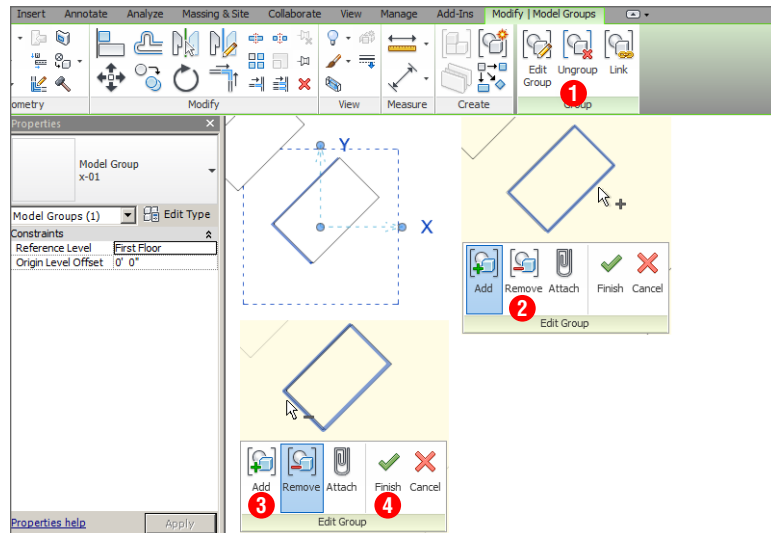 Insert Annotate Analyze Massing & Site Collaborate View Manage Add-Ins Modify | Model Groups
Edit Group Ungroup Link
1
ometry Modify View Measure Create Group
Properties
Model Group
x-01
Model Groups (1) Edit Type
Constraints
Reference Level First Floor
Origin Level Offset 0' 0"
Properties help Apply
Y
X
Add Remove Attach Finish Cancel
2
Edit Group
Add Remove Attach Finish Cancel
3 4
Edit Group